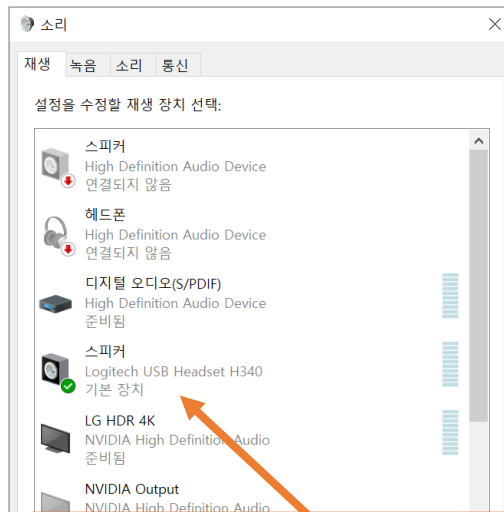 소리
재생 녹음 소리 통신
설정을 수정할 재생 장치 선택:
스피커
High Definition Audio Device
연결되지 않음
헤드폰
High Definition Audio Device
연결되지 않음
디지털 오디오(S/PDIF)
High Definition Audio Device
준비됨
스피커
Logitech USB Headset H340
기본 장치
LG HDR 4K
NVIDIA High Definition Audio
준비됨
NVIDIA Output
NVIDIA High Definition Audio